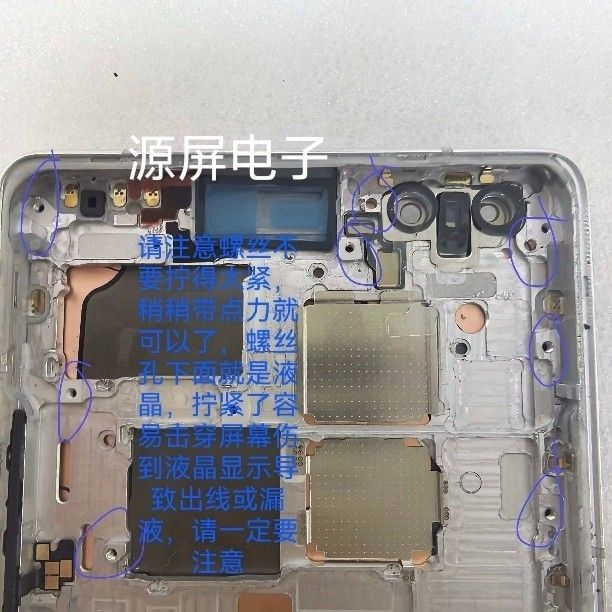 源屏电子
请注意螺丝不
要拧得太紧，
稍稍带点力就
可以了，螺丝
孔下面就是液
晶，拧紧了容
易击穿屏幕伤
到液晶显示导
致出线或漏
液，请一定要
注意